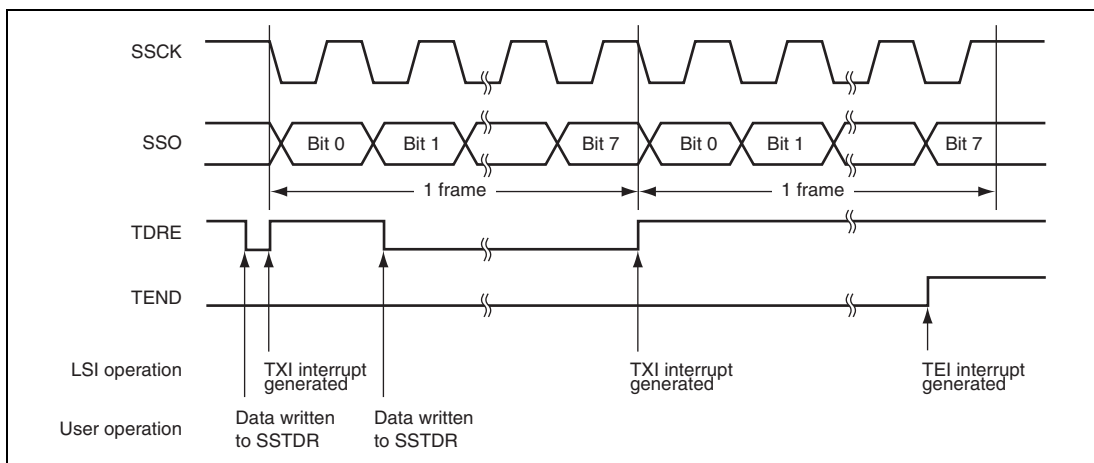 SSCK
SSO
Bit 0
Bit 1
Bit 7
Bit 0
Bit 1
Bit 7
1 frame
1 frame
TDRE
TEND
LSI operation
TXI interrupt
generated
TXI interrupt
generated
TEI interrupt
generated
User operation
Data written
to SSTDR
Data written
to SSTDR